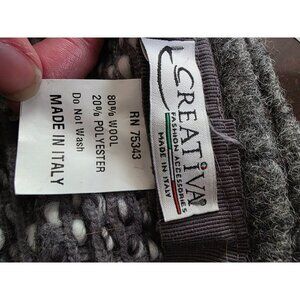 RN 75343
80% WOOL
20% POLYESTER
Do Not Wash
MADE IN ITALY
CREATIVA
FASHION ACCESSORIES
MADE IN ITALY